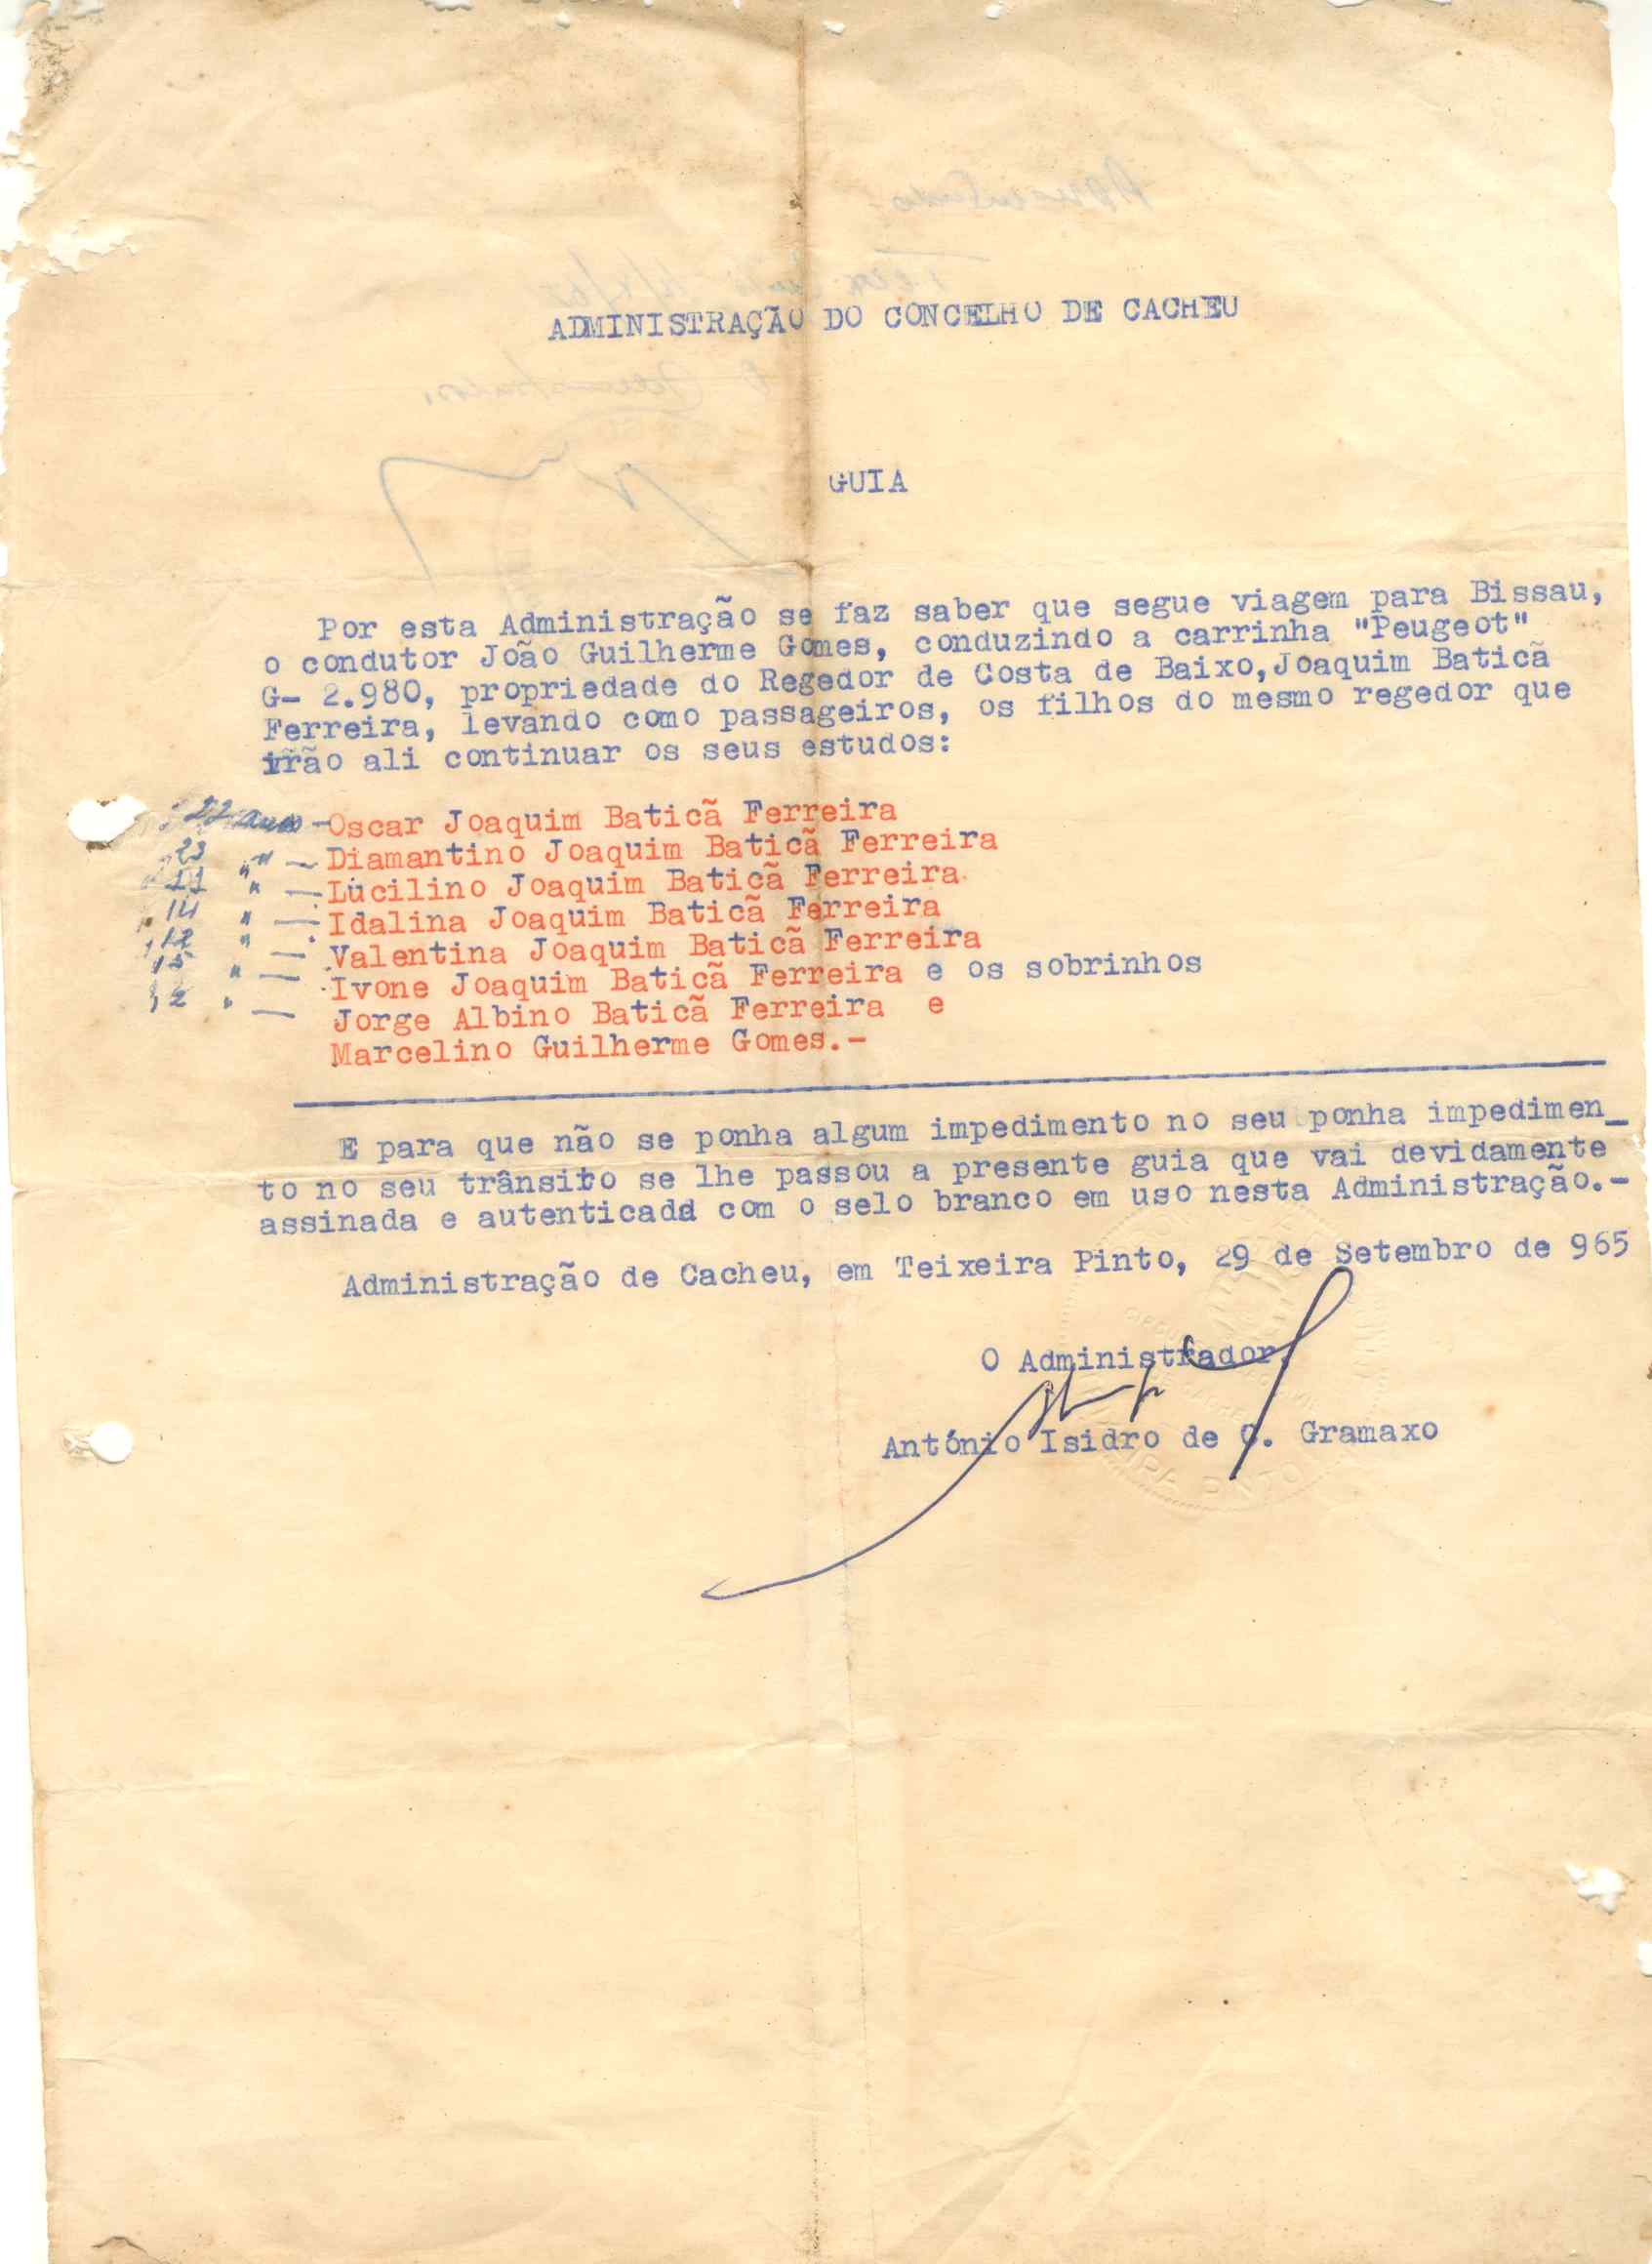 ADMINISTRAÇÃO DO CONCELHO DE CACHEU
GUIA
Por esta Administração se faz saber que segue viagem para Bissau,
o condutor João Guilherme Gomes, conduzindo a carrinha "Peugeot"
G- 2.980, propriedade do Regedor de Costa de Baixo, Joaquim Baticã
Ferreira, levando como passageiros, os filhos do mesmo regedor que
irão ali continuar os seus estudos:
22 anos -Oscar Joaquim Baticã Ferreira
23 " — Diamantino Joaquim Baticã Ferreira
" — Lucilino Joaquim Baticã Ferreira
14 " — Idalina Joaquim Baticã Ferreira
12 " — Valentina Joaquim Baticã Ferreira
15 " — Ivone Joaquim Baticã Ferreira e os sobrinhos
12 " — Jorge Albino Baticã Ferreira e
Marcelino Guilherme Gomes.-
E para que não se ponha algum impedimento no seu ponha impedimen_
to no seu trânsito se lhe passou a presente guia que vai devidamente
assinada e autenticada com o selo branco em uso nesta Administração.-
Administração de Cacheu, em Teixeira Pinto, 29 de Setembro de 965
O Administrador,
António Isidro de C. Gramaxo